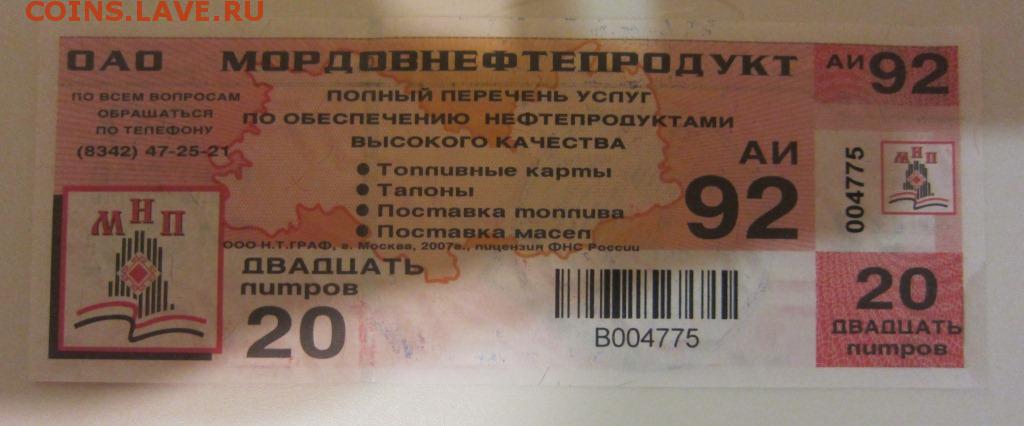 COINS.LAVE.RU
ОАО МОРДОВНЕФТЕПРОДУКТ
АИ 92
ПО ВСЕМ ВОПРОСАМ
ОБРАЩАТЬСЯ
ПО ТЕЛЕФОНУ
(8342) 47-25-21
ПОЛНЫЙ ПЕРЕЧЕНЬ УСЛУГ
ПО ОБЕСПЕЧЕНИЮ НЕФТЕПРОДУКТАМИ
ВЫСОКОГО КАЧЕСТВА
● Топливные карты
● Талоны
● Поставка топлива
● Поставка масел
АИ
92
004775
МНП
МНП
ООО Н.Т.ГРАФ, г. Москва, 2007г., лицензия ФНС России
ДВАДЦАТЬ
литров
20
B004775
20
ДВАДЦАТЬ
литров